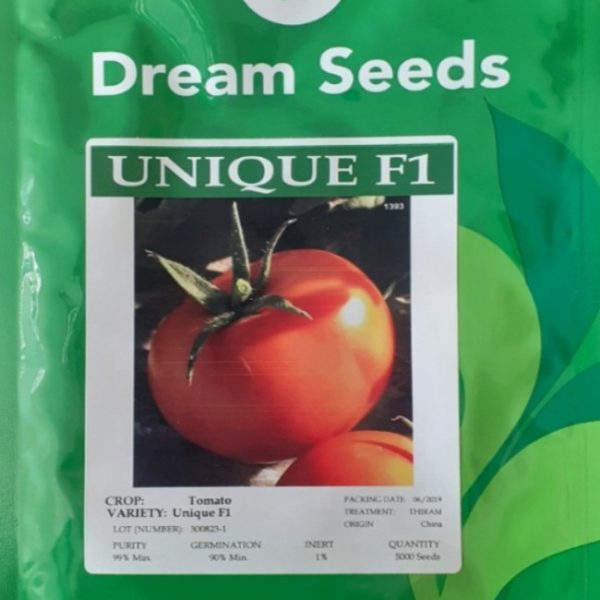 Dream Seeds
UNIQUE F1
1393
CROP: Tomato
VARIETY: Unique F1
LOT (NUMBER): 300823-1
PACKING DATE: 06/2019
TREATMENT: THIRAM
ORIGIN China
PURITY GERMINATION INERT QUANTITY
99% Min. 90% Min. 1% 5000 Seeds